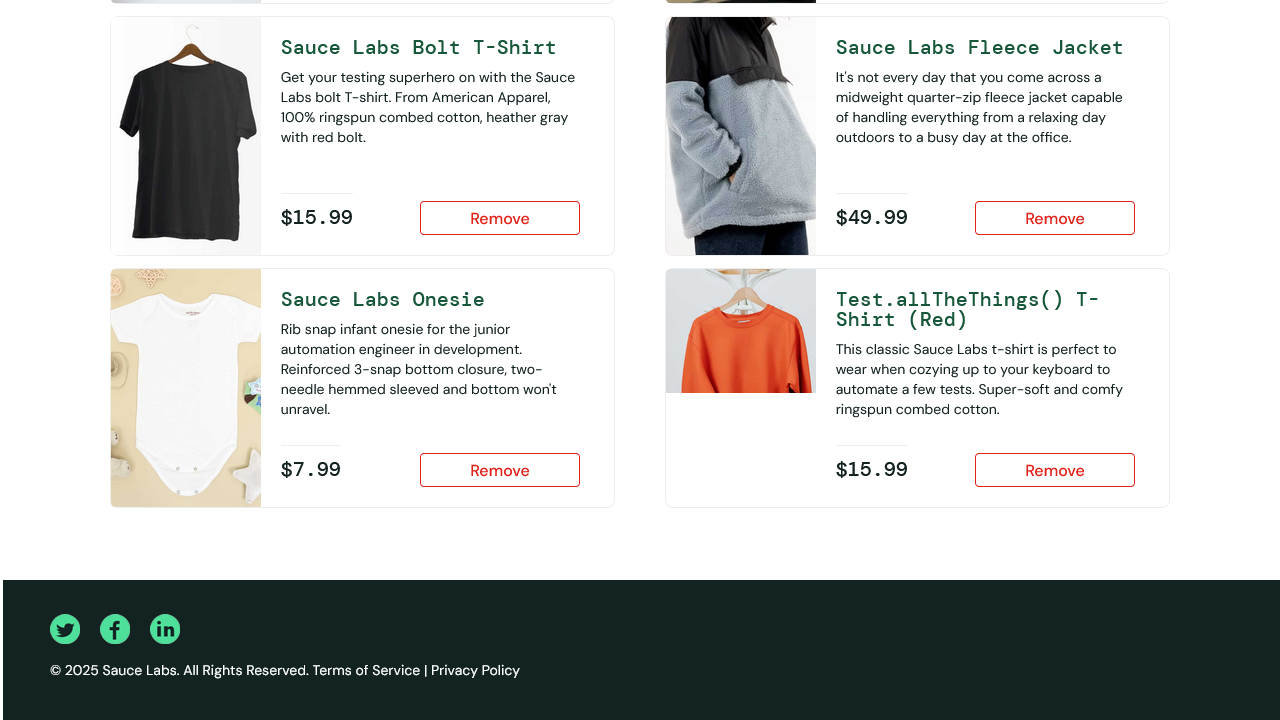 Sauce Labs Bolt T-Shirt
Get your testing superhero on with the Sauce
Labs bolt T-shirt. From American Apparel,
100% ringspun combed cotton, heather gray
with red bolt.
$15.99
Remove
Sauce Labs Fleece Jacket
It's not every day that you come across a
midweight quarter-zip fleece jacket capable
of handling everything from a relaxing day
outdoors to a busy day at the office.
$49.99
Remove
Sauce Labs Onesie
Rib snap infant onesie for the junior
automation engineer in development.
Reinforced 3-snap bottom closure, two-
needle hemmed sleeved and bottom won't
unravel.
$7.99
Remove
Test.allTheThings() T-
Shirt (Red)
This classic Sauce Labs t-shirt is perfect to
wear when cozying up to your keyboard to
automate a few tests. Super-soft and comfy
ringspun combed cotton.
$15.99
Remove
© 2025 Sauce Labs. All Rights Reserved. Terms of Service | Privacy Policy